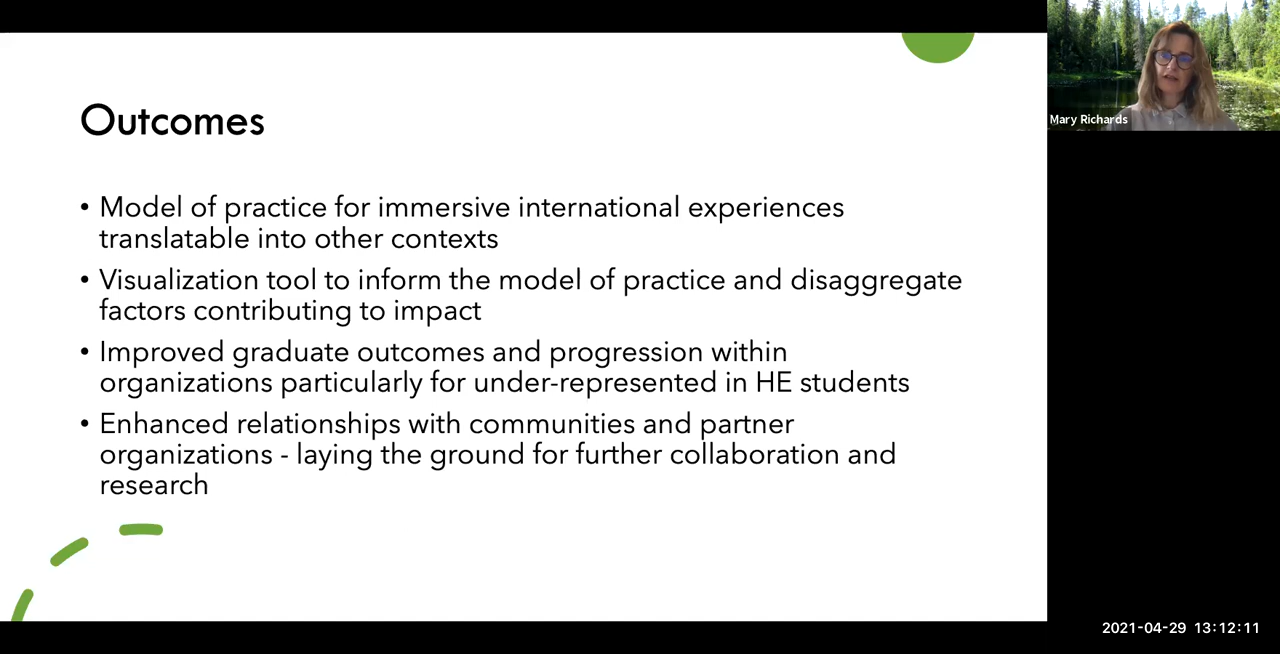 Outcomes
• Model of practice for immersive international experiences
translatable into other contexts
• Visualization tool to inform the model of practice and disaggregate
factors contributing to impact
• Improved graduate outcomes and progression within
organizations particularly for under-represented in HE students
• Enhanced relationships with communities and partner
organizations - laying the ground for further collaboration and
research
Mary Richards
2021-04-29 13:12:11